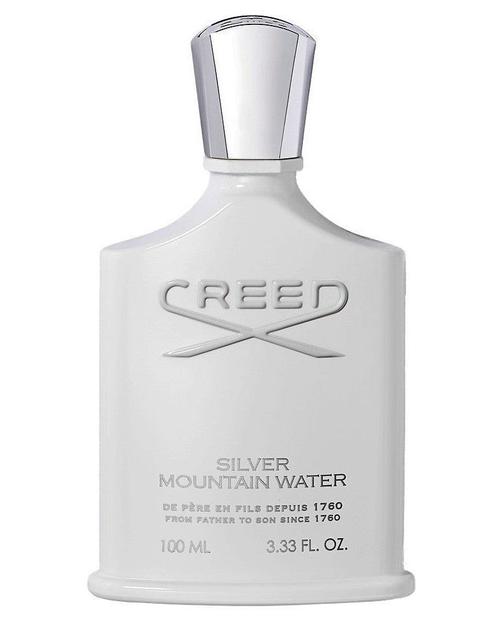 CREED
SILVER
MOUNTAIN WATER
DE PÈRE EN FILS DEPUIS 1760
FROM FATHER TO SON SINCE 1760
100 ML 3.33 FL. OZ.